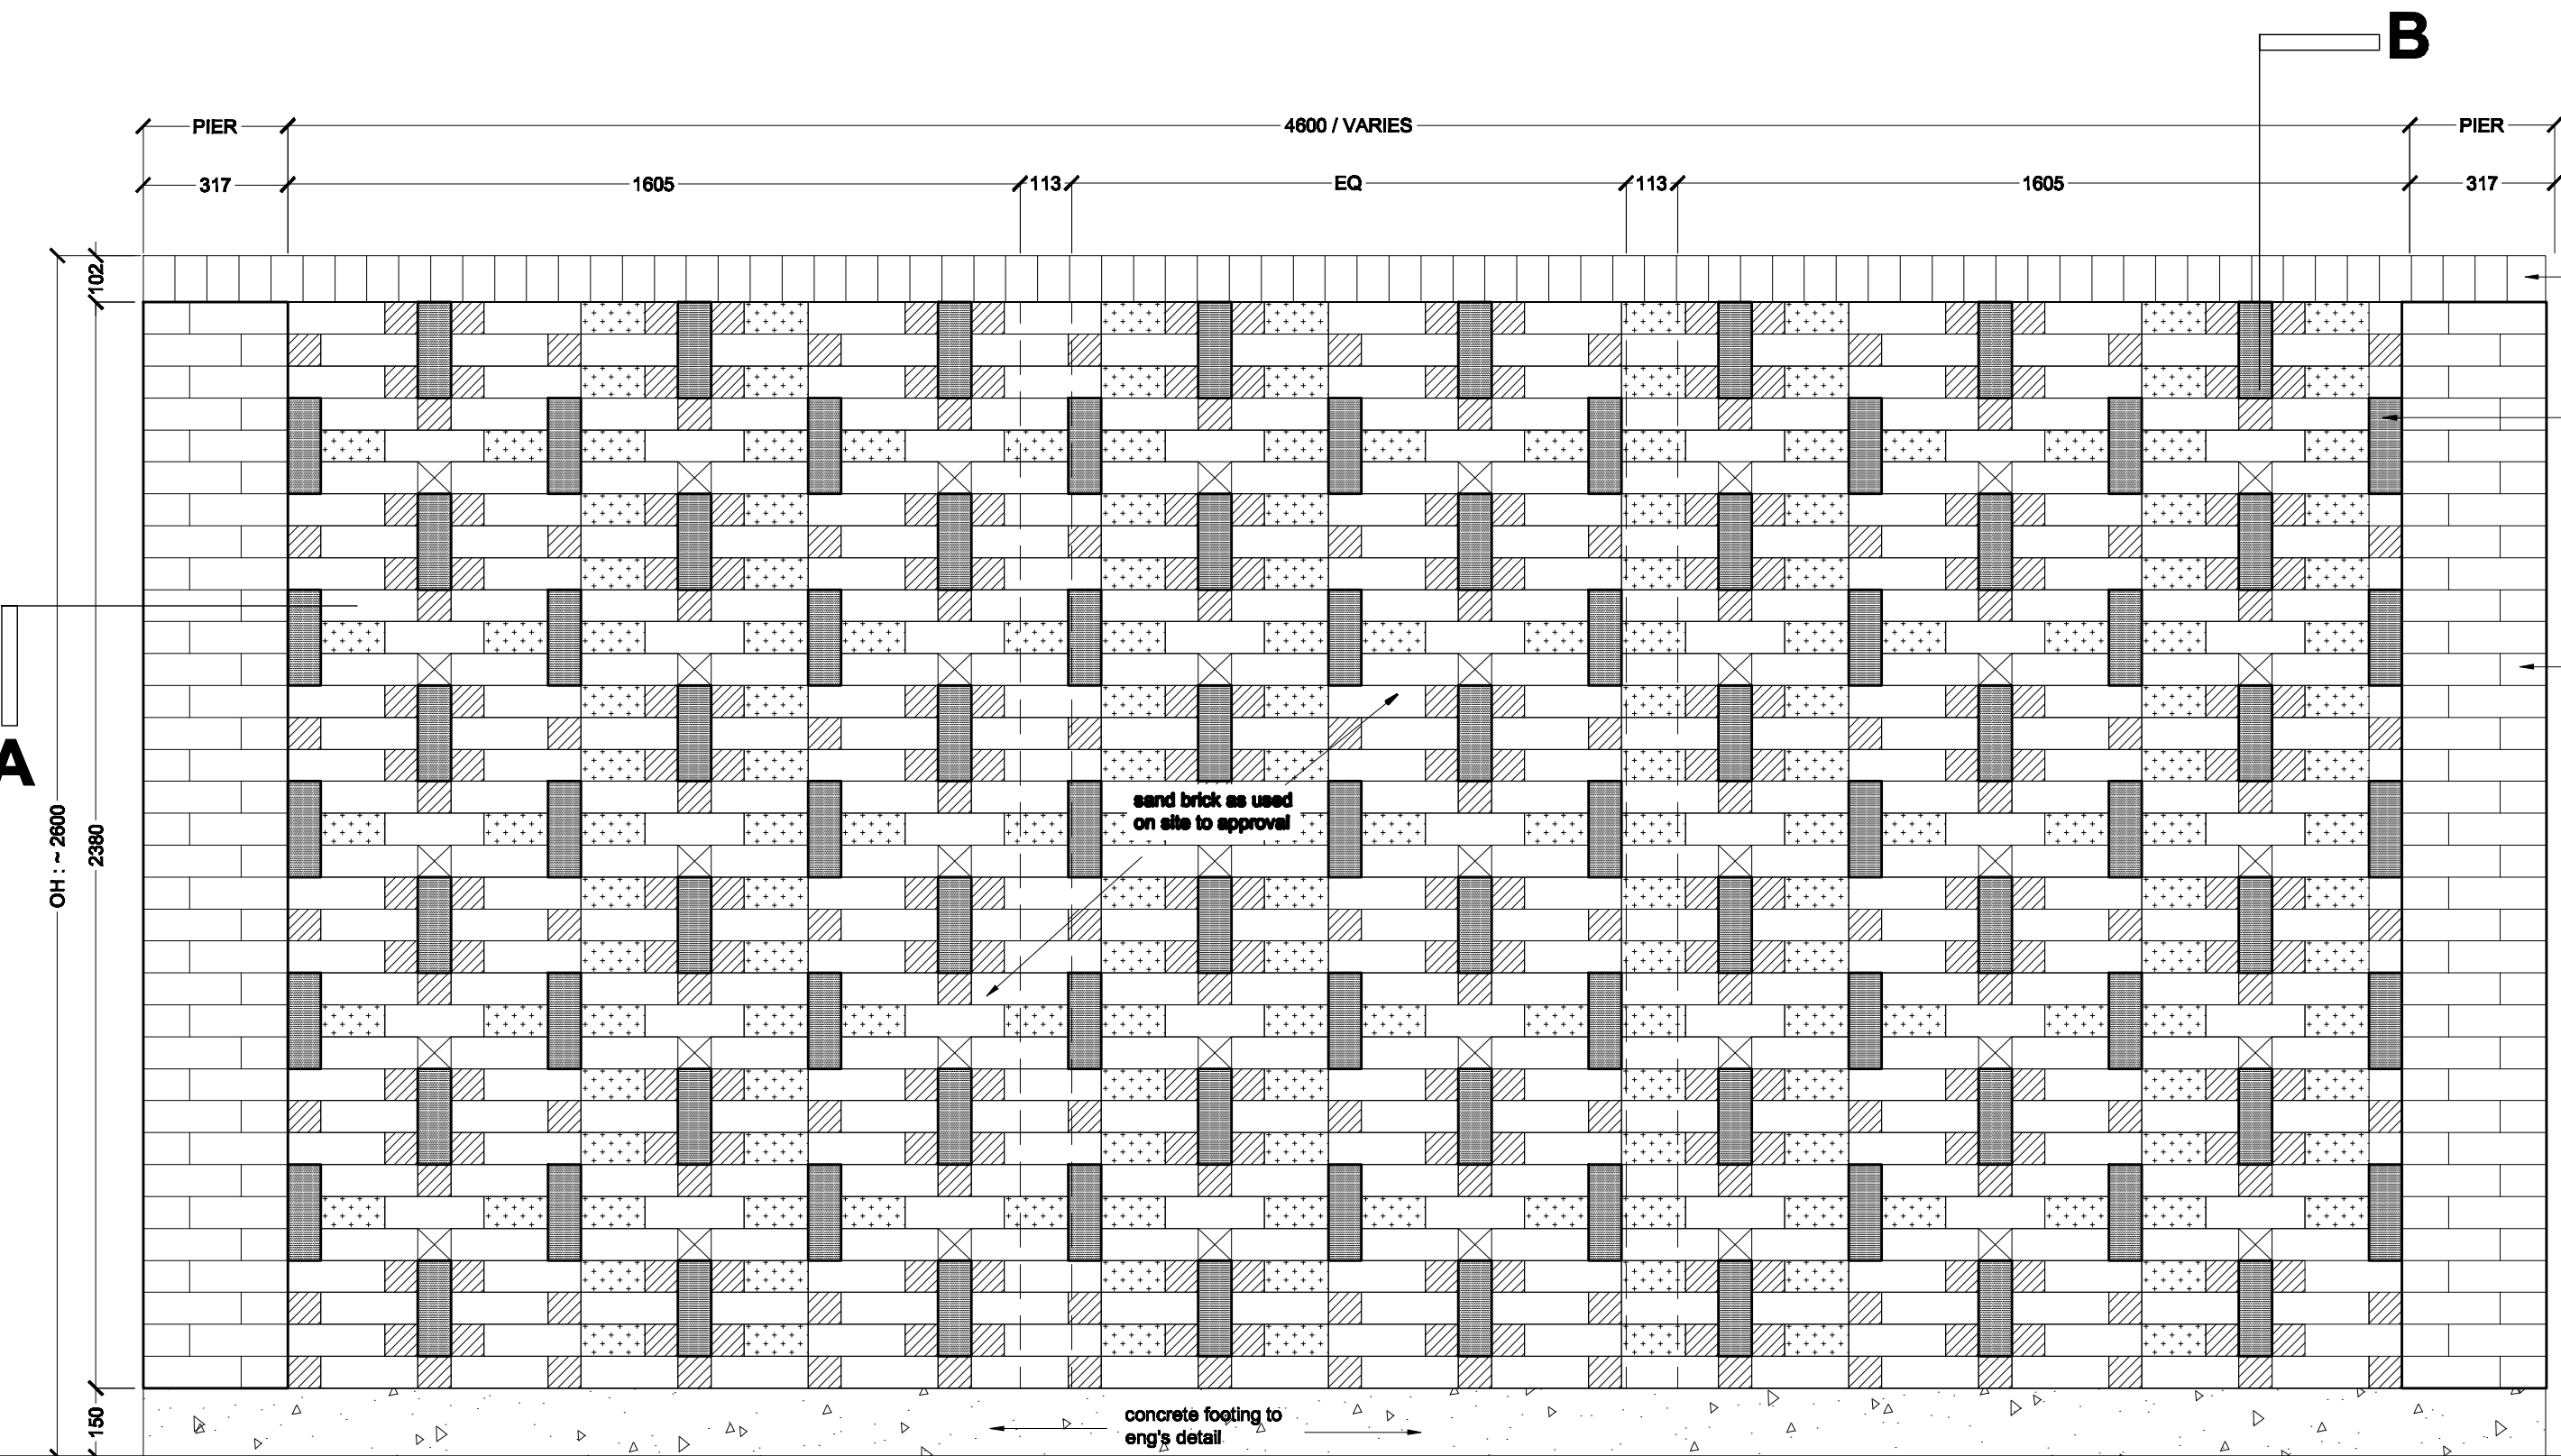 B
PIER
4600 / VARIES
PIER
317
1605
113
EQ
113
1605
317
102
A
OH : ~ 2600
2380
sand brick as used
on site to approval
150
concrete footing to
eng's detail